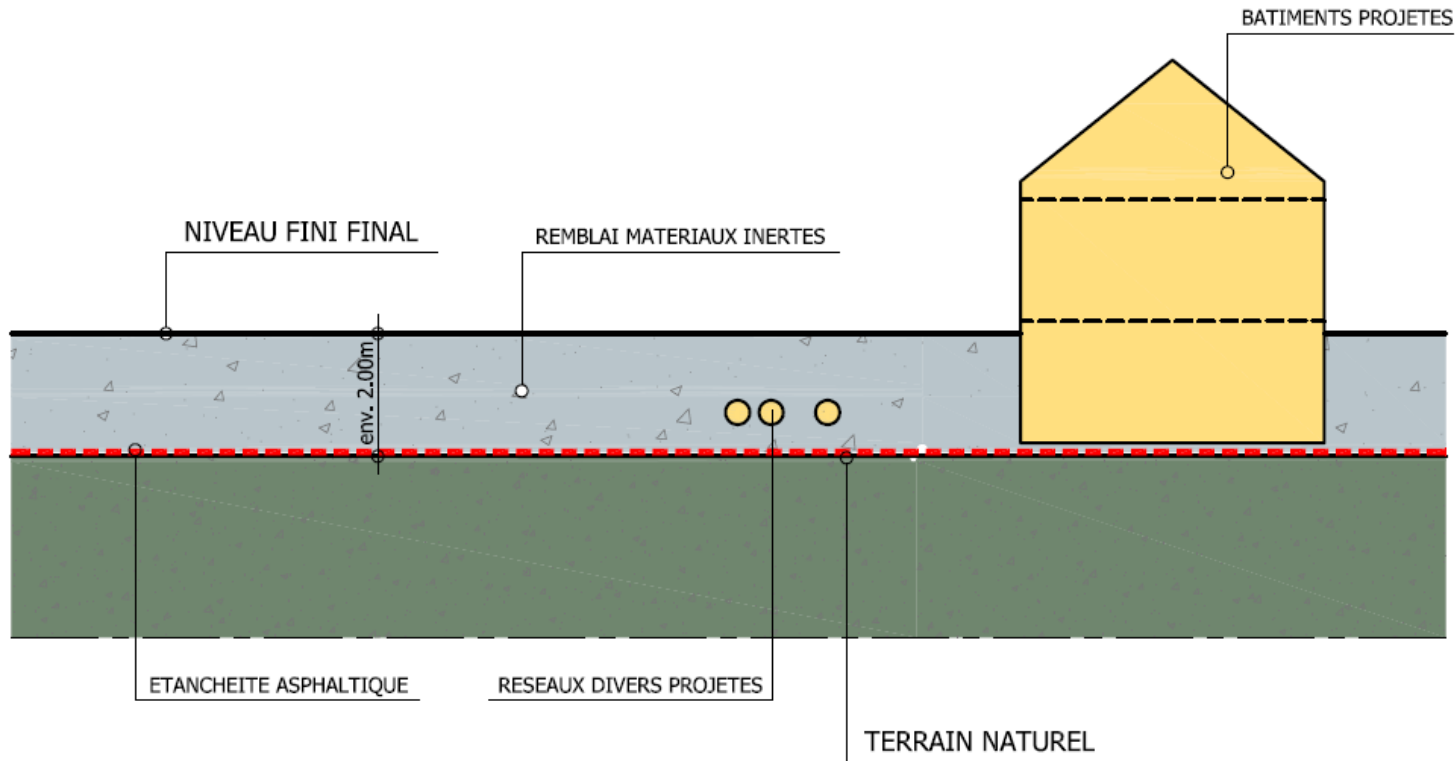 BATIMENTS PROJETES
NIVEAU FINI FINAL
REMBLAI MATERIAUX INERTES
env. 2.00m
ETANCHEITE ASPHALTIQUE
RESEAUX DIVERS PROJETES
TERRAIN NATUREL